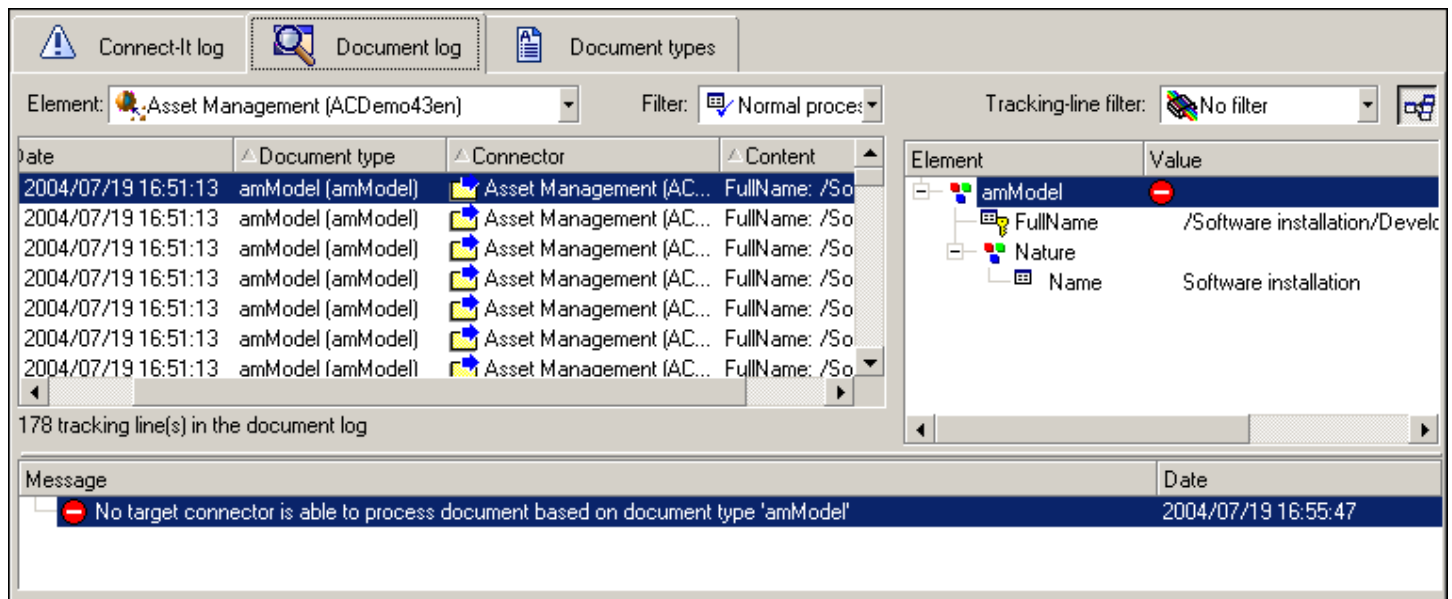 Connect-It log
Document log
Document types
Element: Asset Management (ACDemo43en)
Filter: Normal proces
Tracking-line filter: No filter
Date Document type Connector Content
2004/07/19 16:51:13 amModel (amModel) Asset Management (AC... FullName: /So
2004/07/19 16:51:13 amModel (amModel) Asset Management (AC... FullName: /So
2004/07/19 16:51:13 amModel (amModel) Asset Management (AC... FullName: /So
2004/07/19 16:51:13 amModel (amModel) Asset Management (AC... FullName: /So
2004/07/19 16:51:13 amModel (amModel) Asset Management (AC... FullName: /So
2004/07/19 16:51:13 amModel (amModel) Asset Management (AC... FullName: /So
2004/07/19 16:51:13 amModel (amModel) Asset Management (AC... FullName: /So
178 tracking line(s) in the document log
Element Value
amModel
FullName /Software installation/Develo
Nature
Name Software installation
Message Date
No target connector is able to process document based on document type 'amModel' 2004/07/19 16:55:47